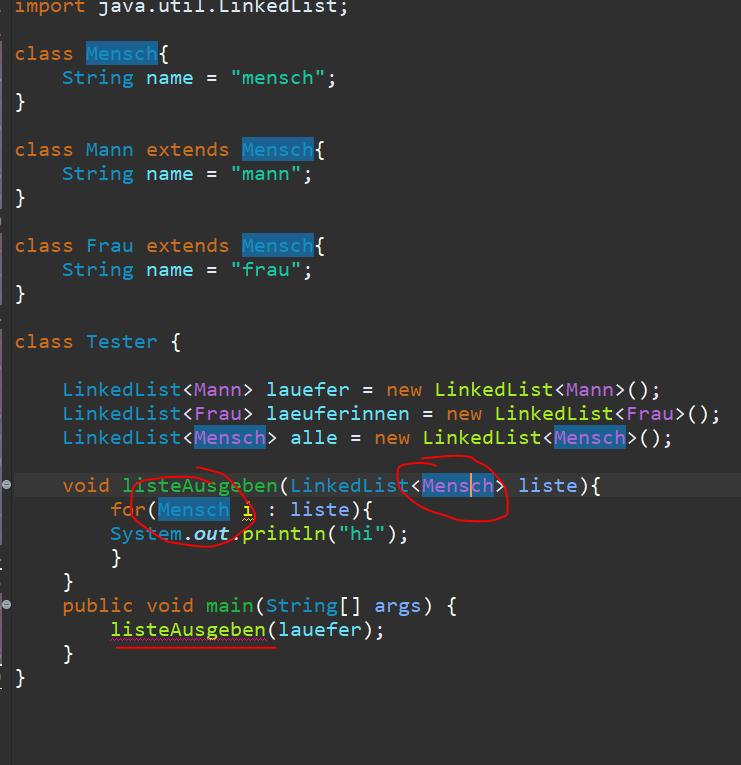 import java.util.LinkedList;
class Mensch{
String name = "mensch";
}
class Mann extends Mensch{
String name = "mann";
}
class Frau extends Mensch{
String name = "frau";
}
class Tester {
LinkedList<Mann> lauefer = new LinkedList<Mann>();
LinkedList<Frau> laeuferinnen = new LinkedList<Frau>();
LinkedList<Mensch> alle = new LinkedList<Mensch>();
void listeAusgeben(LinkedList<Mensch> liste){
for(Mensch i : liste){
System.out.println("hi");
}
}
public void main(String[] args) {
listeAusgeben(lauefer);
}
}